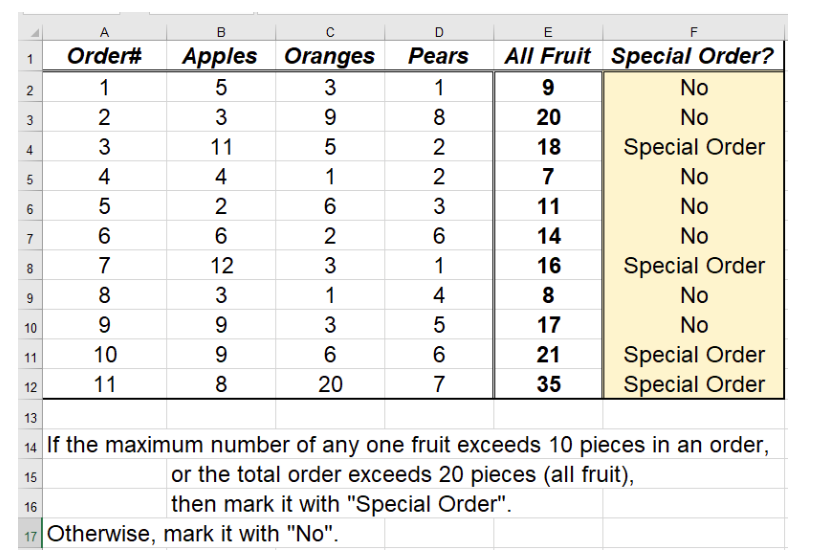 A B C D E F
1 Order# Apples Oranges Pears All Fruit Special Order?
2 1 5 3 1 9 No
3 2 3 9 8 20 No
4 3 11 5 2 18 Special Order
5 4 4 1 2 7 No
6 5 2 6 3 11 No
7 6 6 2 6 14 No
8 7 12 3 1 16 Special Order
9 8 3 1 4 8 No
10 9 9 3 5 17 No
11 10 9 6 6 21 Special Order
12 11 8 20 7 35 Special Order
13
14 If the maximum number of any one fruit exceeds 10 pieces in an order,
15 or the total order exceeds 20 pieces (all fruit),
16 then mark it with "Special Order".
17 Otherwise, mark it with "No".